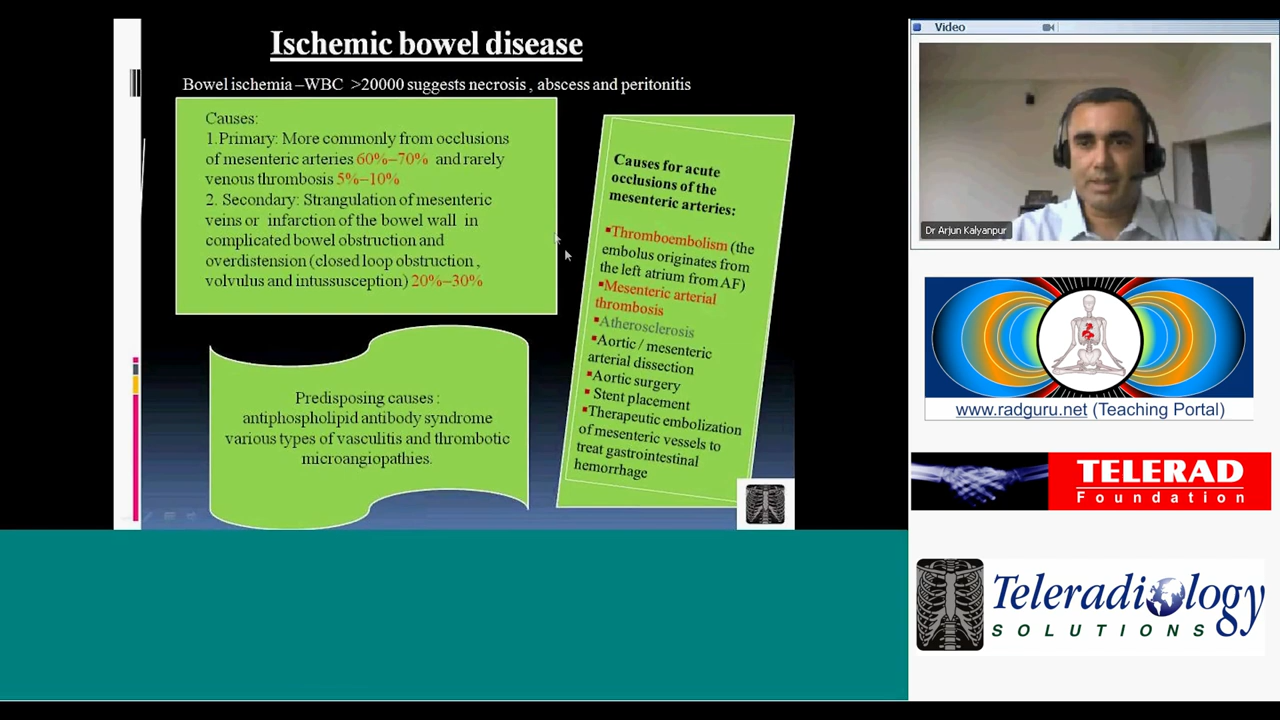 Ischemic bowel disease
Bowel ischemia –WBC >20000 suggests necrosis , abscess and peritonitis
Causes:
1.Primary: More commonly from occlusions
of mesenteric arteries 60%–70% and rarely
venous thrombosis 5%–10%
2. Secondary: Strangulation of mesenteric
veins or infarction of the bowel wall in
complicated bowel obstruction and
overdistension (closed loop obstruction ,
volvulus and intussusception) 20%–30%
Predisposing causes :
antiphospholipid antibody syndrome
various types of vasculitis and thrombotic
microangiopathies.
Causes for acute
occlusions of the
mesenteric arteries:
▪Thromboembolism (the
embolus originates from
the left atrium from AF)
▪Mesenteric arterial
thrombosis
▪Atherosclerosis
▪Aortic / mesenteric
arterial dissection
▪Aortic surgery
▪ Stent placement
▪Therapeutic embolization
of mesenteric vessels to
treat gastrointestinal
hemorrhage
Video
Dr Arjun Kalyanpur
www.radguru.net (Teaching Portal)
TELERAD
Foundation
Teleradiology
SOLUTIONS